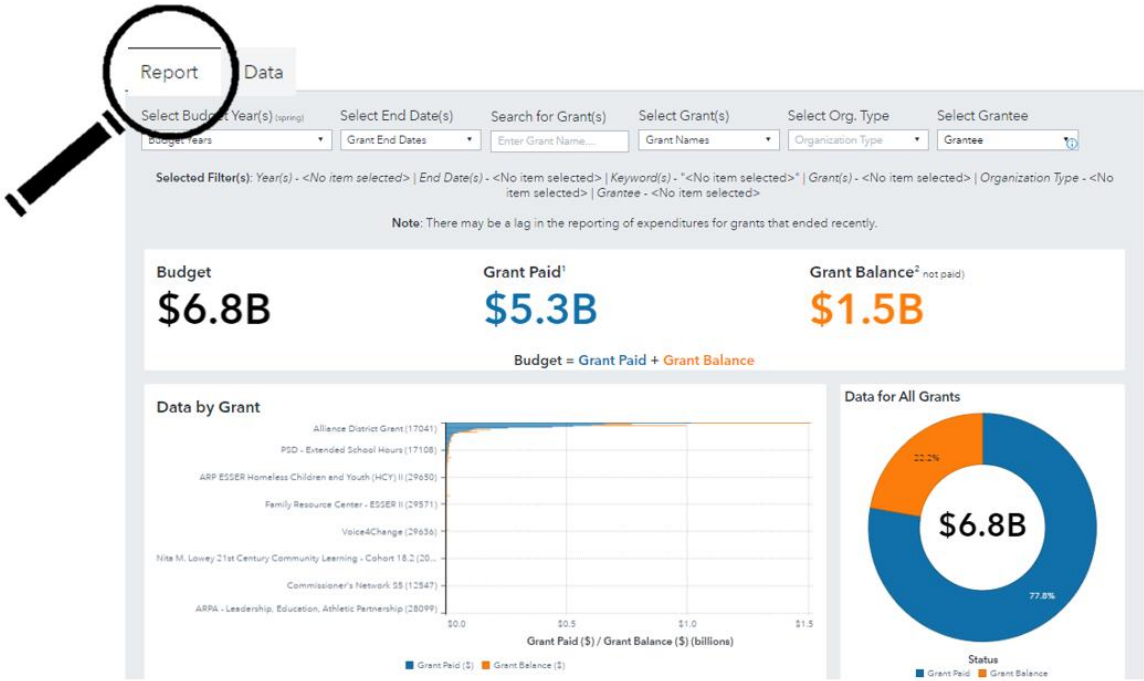 Report
Data
Select Budget Year(s) (spring)
Select End Date(s)
Search for Grant(s)
Select Grant(s)
Select Org. Type
Select Grantee
Budget Years
Grant End Dates
Enter Grant Name....
Grant Names
Organization Type
Grantee
Selected Filter(s): Year(s) - <No item selected> | End Date(s) - <No item selected> | Keyword(s) - "<No item selected>" | Grant(s) - <No item selected> | Organization Type - <No
item selected> | Grantee - <No item selected>
Note: There may be a lag in the reporting of expenditures for grants that ended recently.
Budget
Grant Paid¹
Grant Balance² not paid)
$6.8B
$5.3B
$1.5B
Budget = Grant Paid + Grant Balance
Data by Grant
Alliance District Grant (17041)
PSD - Extended School Hours (17108)
ARP ESSER Homeless Children and Youth (HCY) II (29650)
Family Resource Center - ESSER II (29571)
Voice4Change (29636)
Nita M. Lowey 21st Century Community Learning - Cohort 18.2 (20...
Commissioner's Network S5 (12547)
ARPA - Leadership, Education, Athletic Partnership (28099)
$0.0
$0.5
$1.0
$1.5
Grant Paid ($) / Grant Balance ($) (billions)
Grant Paid ($)
Grant Balance ($)
Data for All Grants
22.2%
$6.8B
77.8%
Status
Grant Paid
Grant Balance